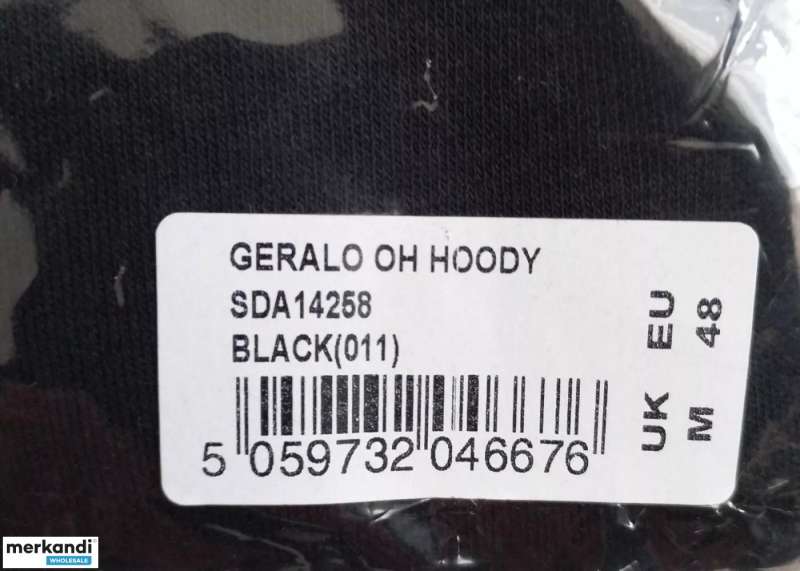 GERALO OH HOODY
SDA14258
BLACK(011)
5 059732 046676
UK EU
M 48
merkandi
WHOLESALE